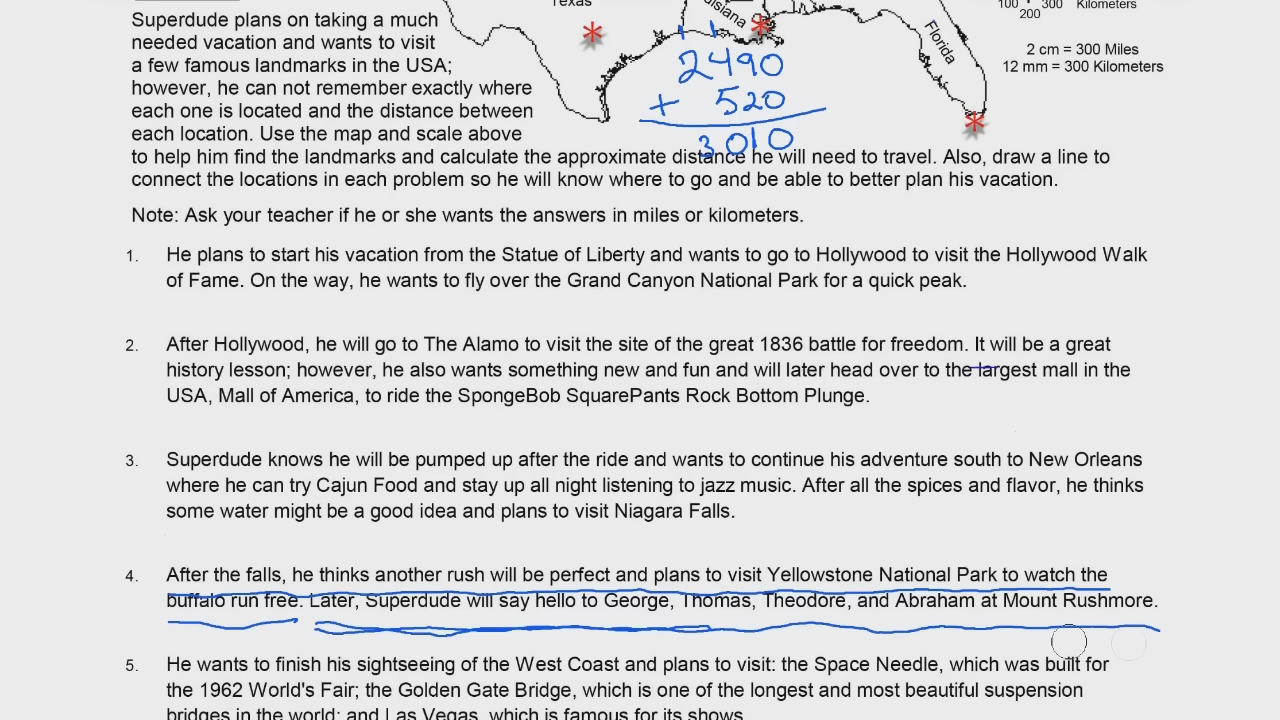 Texas
Louisiana
Florida
100 300 Kilometers
200
2 cm = 300 Miles
12 mm = 300 Kilometers
Superdude plans on taking a much
needed vacation and wants to visit
a few famous landmarks in the USA;
however, he can not remember exactly where
each one is located and the distance between
each location. Use the map and scale above
to help him find the landmarks and calculate the approximate distance he will need to travel. Also, draw a line to
connect the locations in each problem so he will know where to go and be able to better plan his vacation.
2490
+ 520
3010
Note: Ask your teacher if he or she wants the answers in miles or kilometers.
1. He plans to start his vacation from the Statue of Liberty and wants to go to Hollywood to visit the Hollywood Walk
of Fame. On the way, he wants to fly over the Grand Canyon National Park for a quick peak.
2. After Hollywood, he will go to The Alamo to visit the site of the great 1836 battle for freedom. It will be a great
history lesson; however, he also wants something new and fun and will later head over to the largest mall in the
USA, Mall of America, to ride the SpongeBob SquarePants Rock Bottom Plunge.
3. Superdude knows he will be pumped up after the ride and wants to continue his adventure south to New Orleans
where he can try Cajun Food and stay up all night listening to jazz music. After all the spices and flavor, he thinks
some water might be a good idea and plans to visit Niagara Falls.
4. After the falls, he thinks another rush will be perfect and plans to visit Yellowstone National Park to watch the
buffalo run free. Later, Superdude will say hello to George, Thomas, Theodore, and Abraham at Mount Rushmore.
5. He wants to finish his sightseeing of the West Coast and plans to visit: the Space Needle, which was built for
the 1962 World's Fair; the Golden Gate Bridge, which is one of the longest and most beautiful suspension
bridges in the world; and Las Vegas, which is famous for its shows.